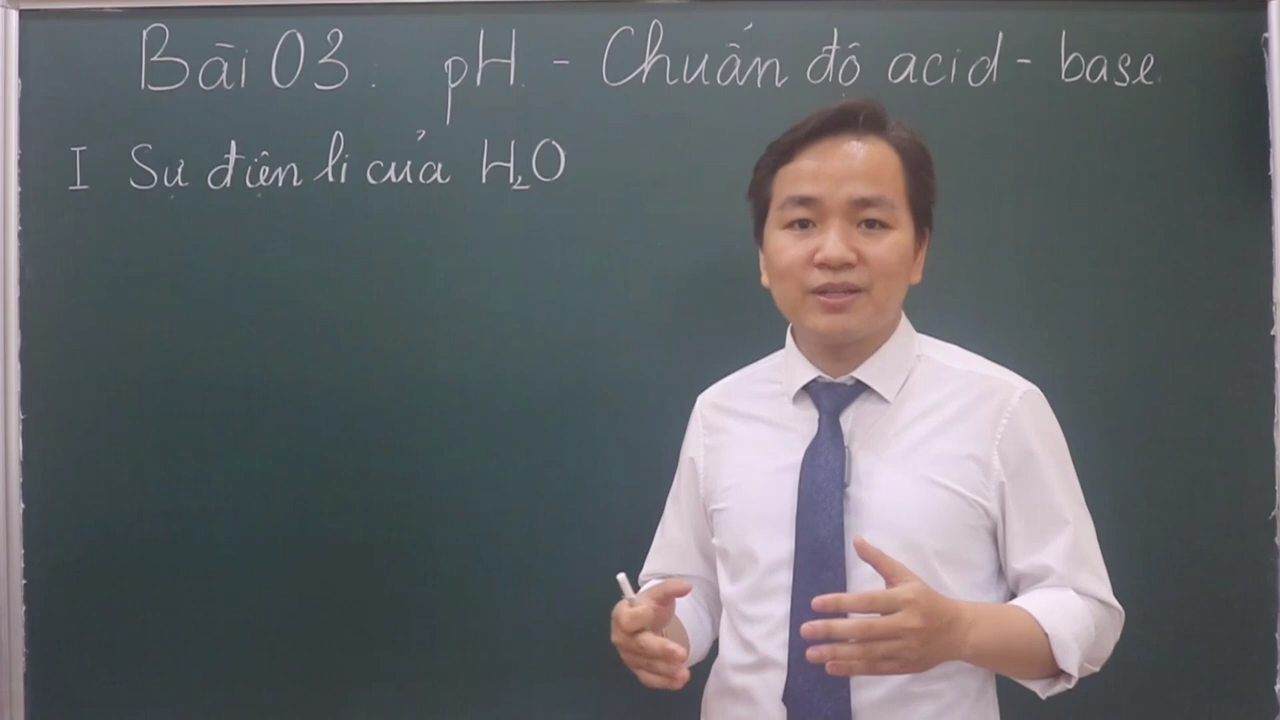 Bài 03: pH - Chuẩn độ acid - base
I Sự điện li của H₂O